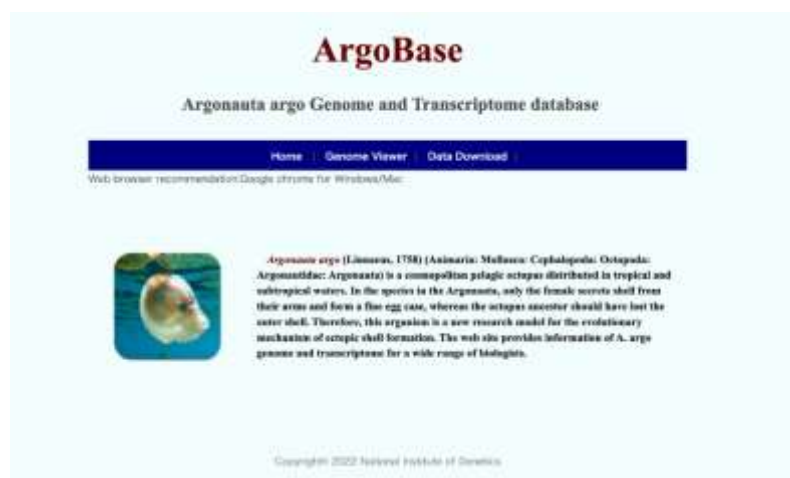 ArgoBase
Argonauta argo Genome and Transcriptome database
Home | Genome Viewer | Data Download |
Web browser recommendation:Google chrome for Windows/Mac
Argonauta argo (Linnaeus, 1758) (Animaria: Mollusca: Cephalopoda: Octopoda:
Argonautidae: Argonauta) is a cosmopolitan pelagic octopus distributed in tropical and
subtropical waters. In the species in the Argonauta, only the female secrets shell from
their arms and form a fine egg case, whereas the octopus ancestor should have lost the
outer shell. Therefore, this organism is a new research model for the evolutionary
mechanism of ectopic shell formation. The web site provides information of A. argo
genome and transcriptome for a wide range of biologists.
Copyright© 2022 National Institute of Genetics